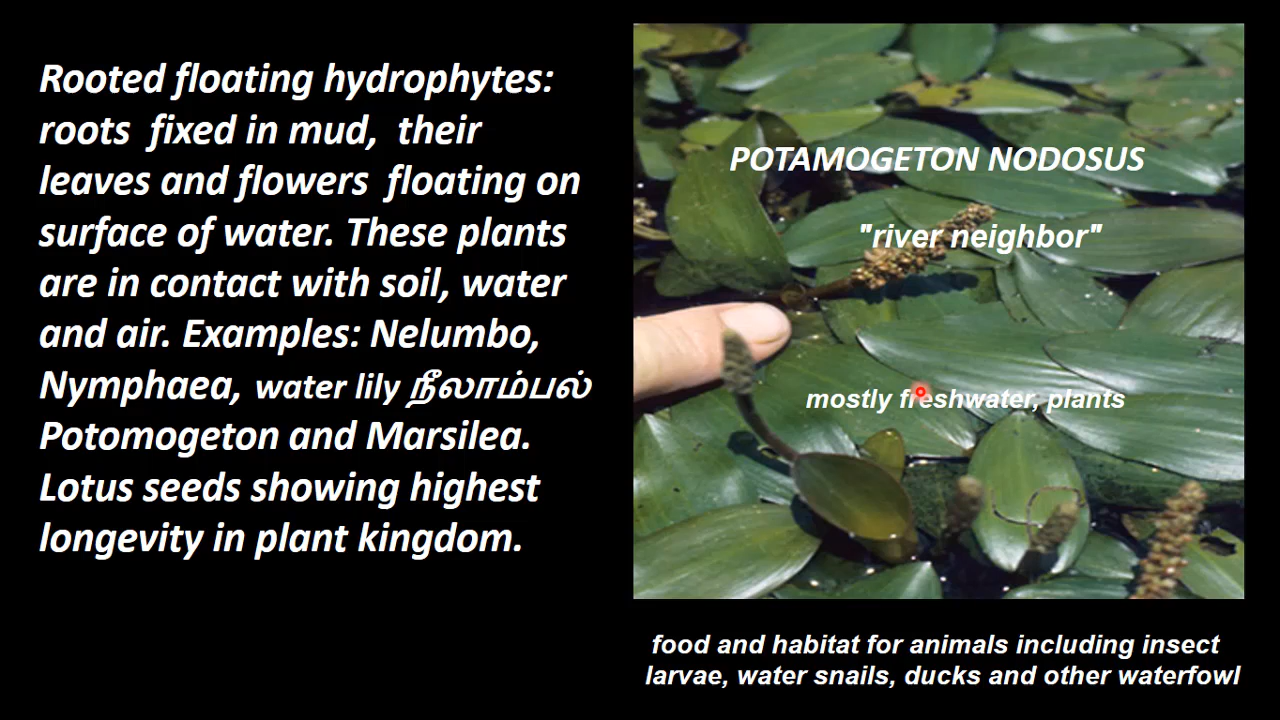 Rooted floating hydrophytes:
roots fixed in mud, their
leaves and flowers floating on
surface of water. These plants
are in contact with soil, water
and air. Examples: Nelumbo,
Nymphaea, water lily நீலாம்பல்
Potomogeton and Marsilea.
Lotus seeds showing highest
longevity in plant kingdom.
POTAMOGETON NODOSUS
"river neighbor"
mostly freshwater, plants
food and habitat for animals including insect
larvae, water snails, ducks and other waterfowl